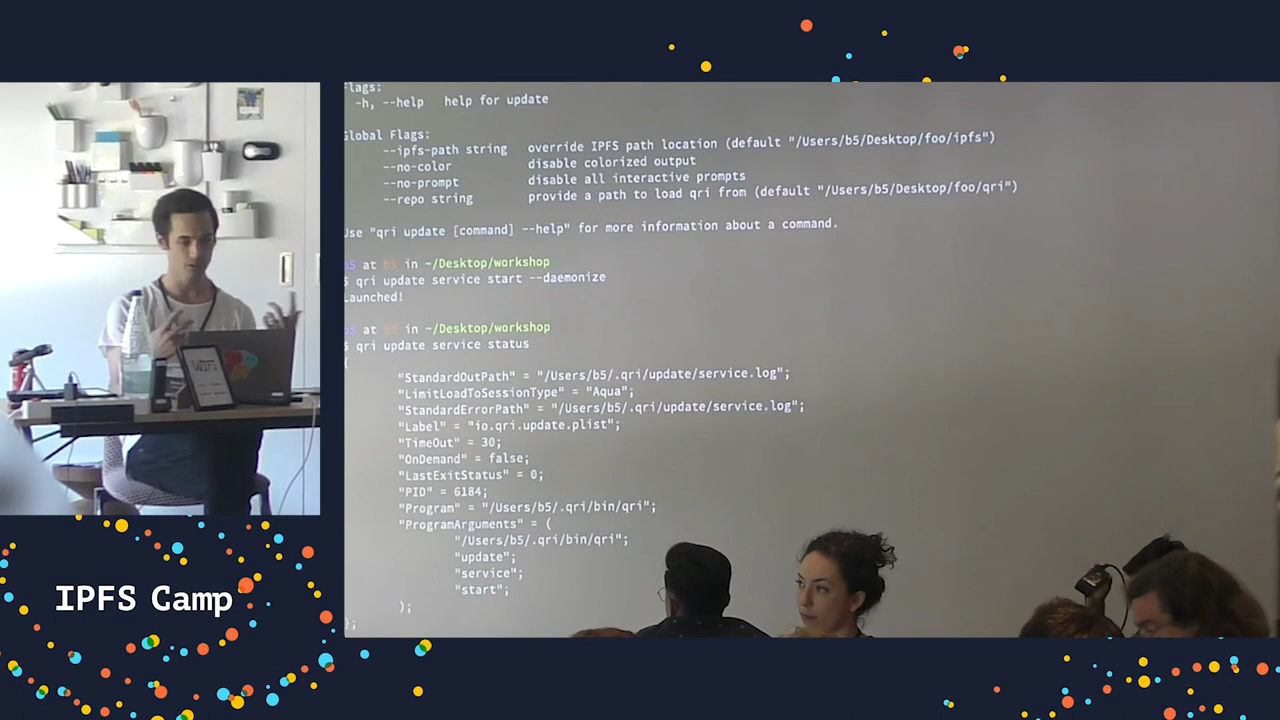 Flags:
-h, --help help for update
Global Flags:
--ipfs-path string override IPFS path location (default "/Users/b5/Desktop/foo/ipfs")
--no-color disable colorized output
--no-prompt disable all interactive prompts
--repo string provide a path to load qri from (default "/Users/b5/Desktop/foo/qri")
Use "qri update [command] --help" for more information about a command.
b5 at b5 in ~/Desktop/workshop
$ qri update service start --daemonize
Launched!
b5 at b5 in ~/Desktop/workshop
$ qri update service status
{
"StandardOutPath" = "/Users/b5/.qri/update/service.log";
"LimitLoadToSessionType" = "Aqua";
"StandardErrorPath" = "/Users/b5/.qri/update/service.log";
"Label" = "io.qri.update.plist";
"TimeOut" = 30;
"OnDemand" = false;
"LastExitStatus" = 0;
"PID" = 6184;
"Program" = "/Users/b5/.qri/bin/qri";
"ProgramArguments" = (
"/Users/b5/.qri/bin/qri";
"update";
"service";
"start";
);
};
WIFI
IPFS Camp